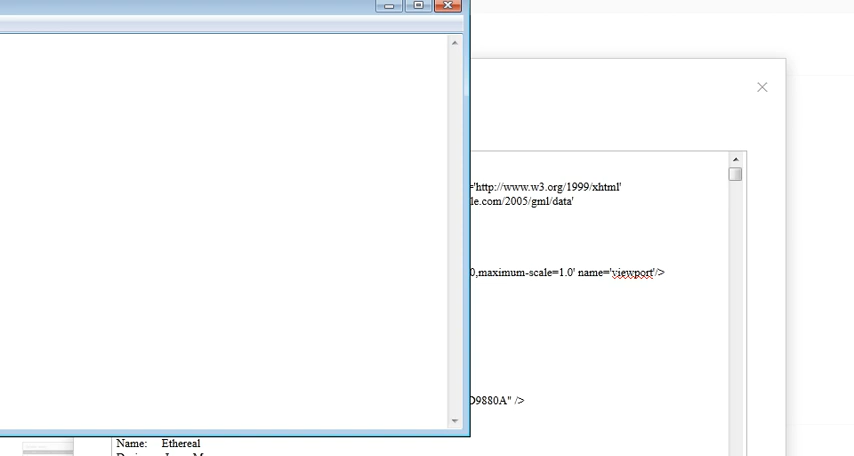 ='http://www.w3.org/1999/xhtml'
le.com/2005/gml/data'
0,maximum-scale=1.0' name='viewport'/>
D9880A" />
Name: Ethereal